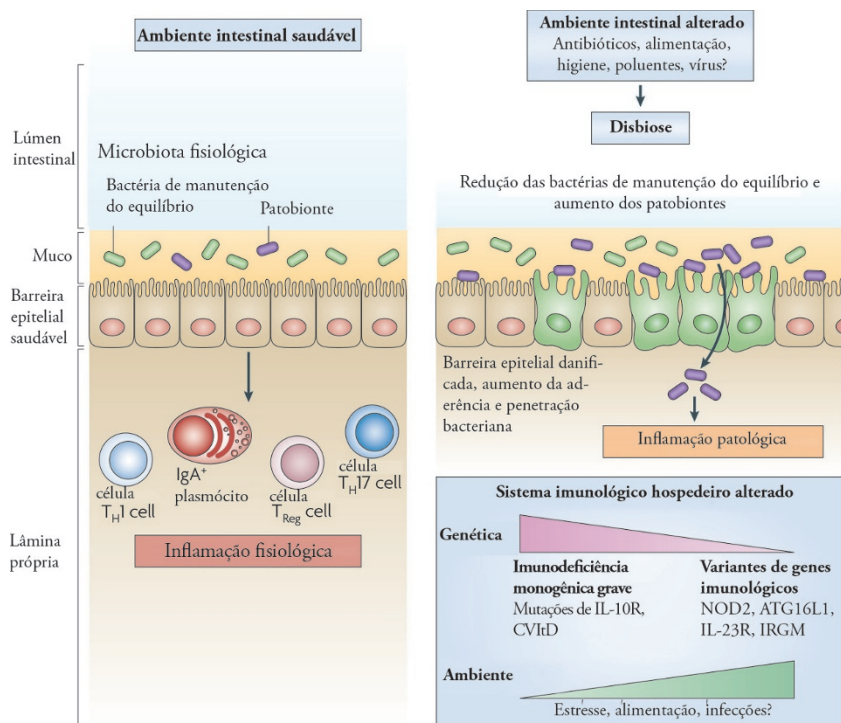 Ambiente intestinal saudável
Lúmen
intestinal
Microbiota fisiológica
Bactéria de manutenção
do equilíbrio
Patobionte
Muco
Barreira
epitelial
saudável
célula
T_H1 cell
IgA+
plasmócito
célula
T_Reg cell
célula
T_H17 cell
Lâmina
própria
Inflamação fisiológica
Ambiente intestinal alterado
Antibióticos, alimentação,
higiene, poluentes, vírus?
Disbiose
Redução das bactérias de manutenção do equilíbrio e
aumento dos patobiontes
Barreira epitelial danifi-
cada, aumento da ad-
erência e penetração
bacteriana
Inflamação patológica
Sistema imunológico hospedeiro alterado
Genética
Imunodeficiência
monogênica grave
Mutações de IL-10R,
CVItD
Variantes de genes
imunológicos
NOD2, ATG16L1,
IL-23R, IRGM
Ambiente
Estresse, alimentação, infecções?